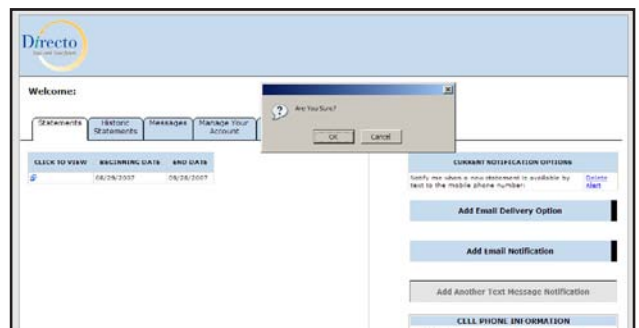 Directo
Welcome:
Are You Sure?
OK Cancel
Statements
Historic Statements
Messages
Manage Your Account
CLICK TO VIEW BEGINNING DATE END DATE
08/29/2007 09/28/2007
CURRENT NOTIFICATION OPTIONS
Notify me when a new statement is available by
text to the mobile phone number:
Delete
Alert
Add Email Delivery Option
Add Email Notification
Add Another Text Message Notification
CELL PHONE INFORMATION